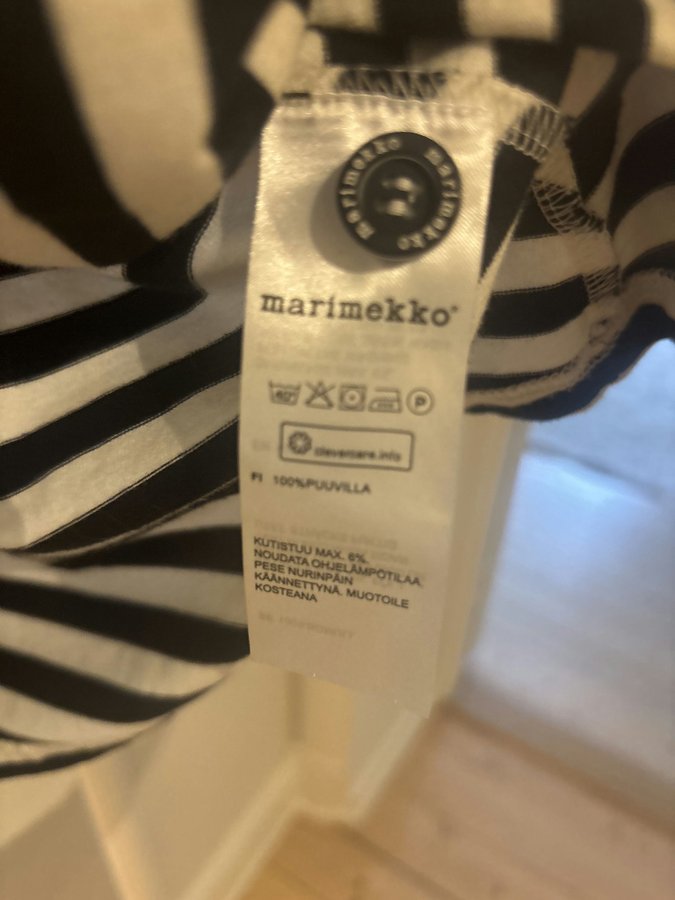 marimekko marimekko
marimekko®
40
P
clevercare.info
FI 100%PUUVILLA
KUTISTUU MAX. 6%.
NOUDATA OHJELÄMPÖTILAA.
PESE NURINPÄIN
KÄÄNNETTYNÄ. MUOTOILE
KOSTEANA